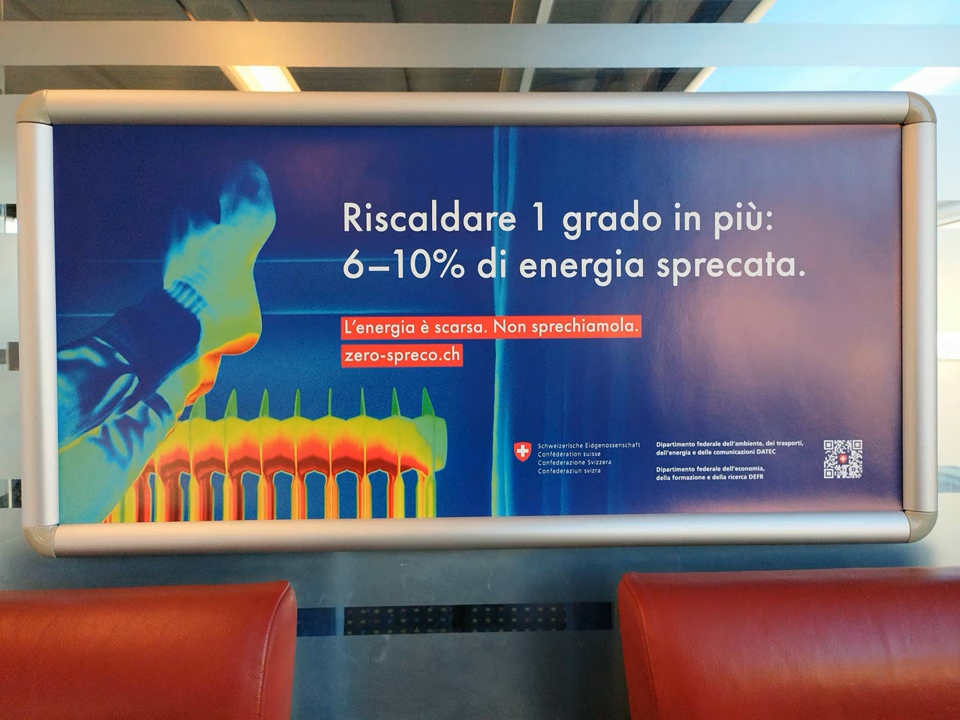 Riscaldare 1 grado in più:
6–10% di energia sprecata.
L'energia è scarsa. Non sprechiamola.
zero-spreco.ch
Schweizerische Eidgenossenschaft
Confédération suisse
Confederazione Svizzera
Confederaziun svizra
Dipartimento federale dell'ambiente, dei trasporti,
dell'energia e delle comunicazioni DATEC
Dipartimento federale dell'economia,
della formazione e della ricerca DEFR